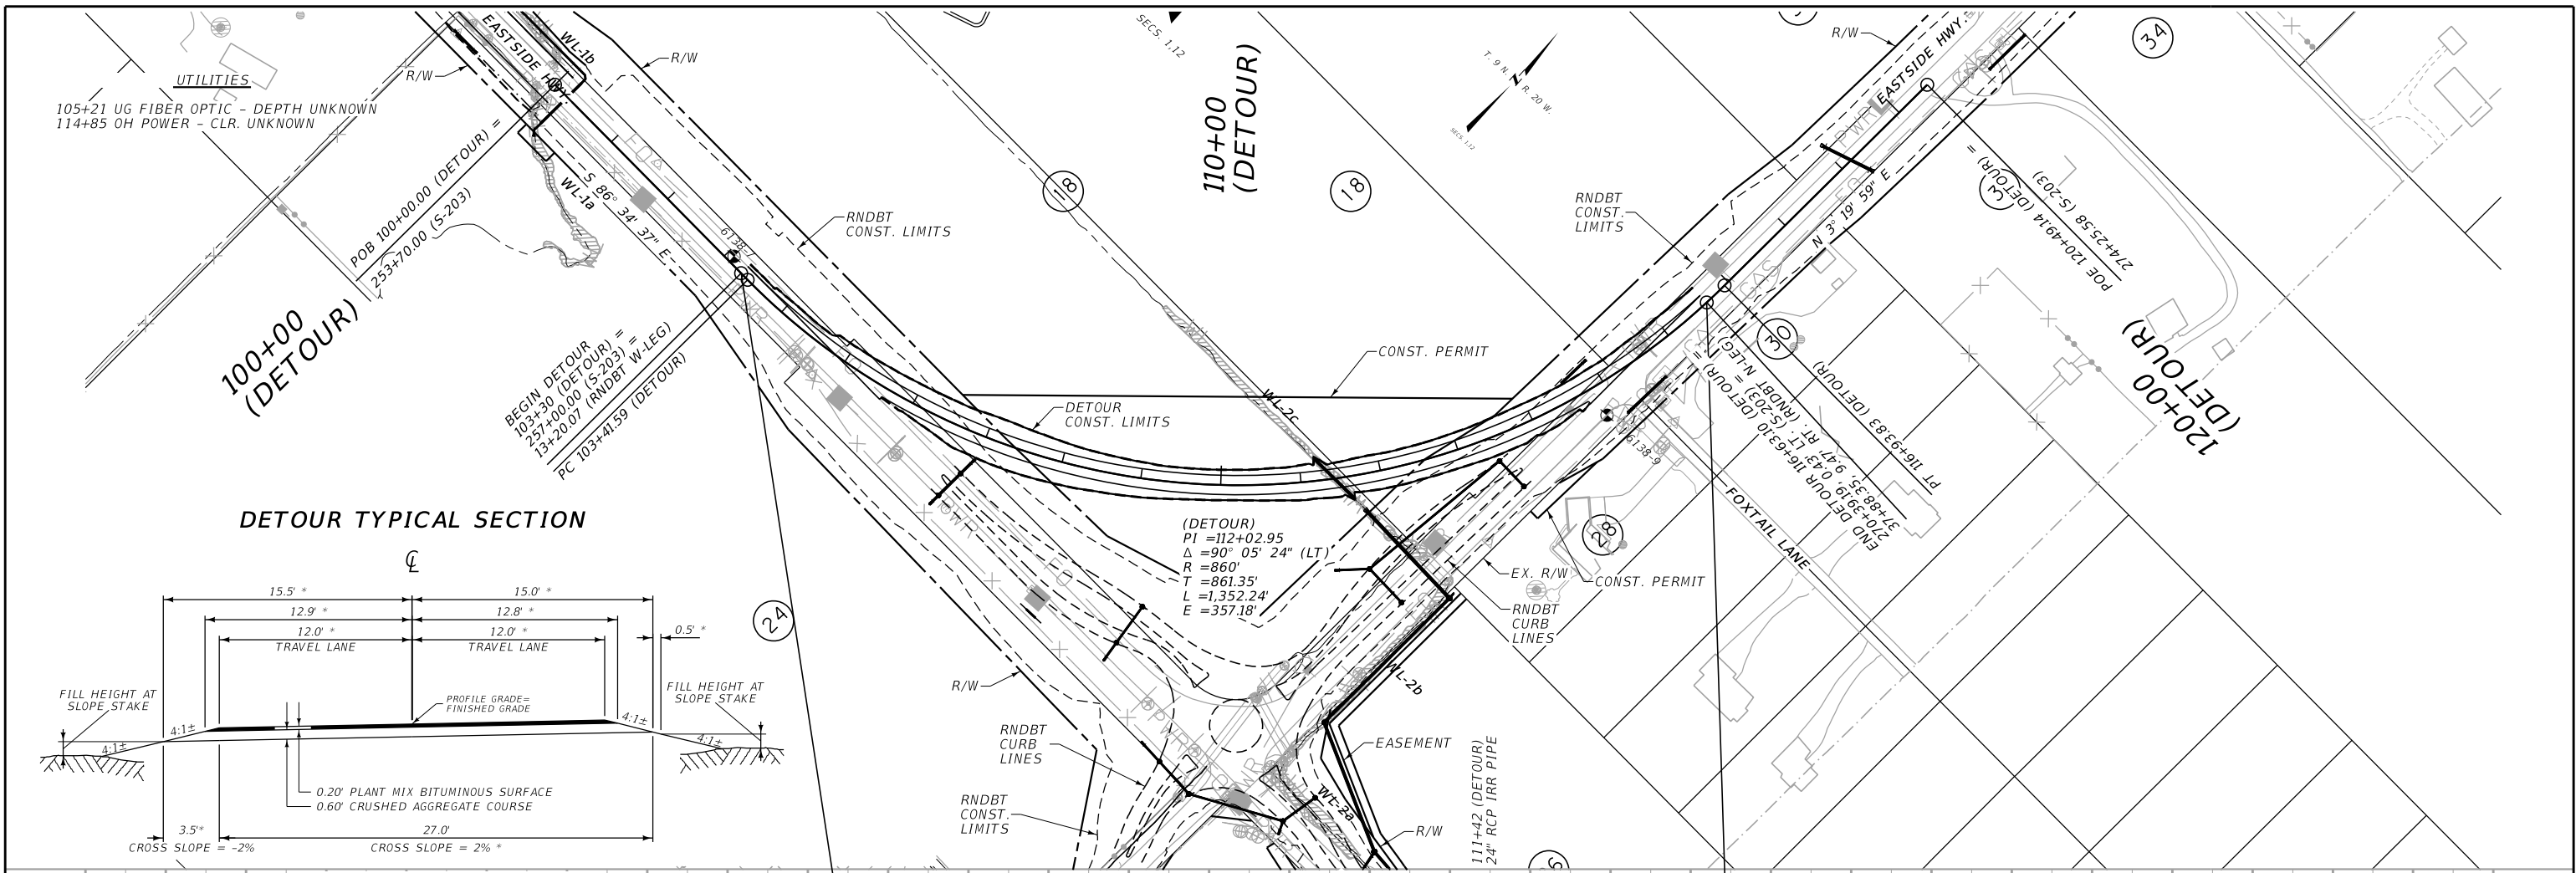 UTILITIES
105+21 UG FIBER OPTIC – DEPTH UNKNOWN
114+85 OH POWER – CLR. UNKNOWN
EASTSIDE HWY.
WL-1b
R/W
R/W
SECS. 1,12
110+00
(DETOUR)
T. 9 N. R. 20 W.
N
SECS. 1,12
R/W
EASTSIDE HWY.
34
POB 100+00.00 (DETOUR) =
253+70.00 (S-203)
WL-1a
S 86° 34' 37" E
RNDBT
CONST. LIMITS
18
18
RNDBT
CONST.
LIMITS
PWR
GAS
N 3° 19' 59" E
POE 120+49.14 (DETOUR) =
274+25.58 (S-203)
100+00
(DETOUR)
BEGIN DETOUR
103+30 (DETOUR) =
257+00.00 (S-203) =
13+20.07 (RNDBT W-LEG)
PC 103+41.59 (DETOUR)
CONST. PERMIT
DETOUR
CONST. LIMITS
WL-2c
30
6138-9
PT 116+93.83 (DETOUR)
END DETOUR 116+63.10 (DETOUR) =
270+39.19, 0.43' LT. (S-203) =
37+88.35, 9.47' RT. (RNDBT N-LEG)
120+00
(DETOUR)
FOXTAIL LANE
28
DETOUR TYPICAL SECTION
℄
15.5' *
15.0' *
12.9' *
12.8' *
12.0' *
TRAVEL LANE
12.0' *
TRAVEL LANE
0.5' *
FILL HEIGHT AT
SLOPE STAKE
PROFILE GRADE=
FINISHED GRADE
FILL HEIGHT AT
SLOPE STAKE
4:1±
4:1±
4:1±
4:1±
0.20' PLANT MIX BITUMINOUS SURFACE
0.60' CRUSHED AGGREGATE COURSE
3.5'*
27.0'
CROSS SLOPE = -2%
CROSS SLOPE = 2% *
24
(DETOUR)
PI =112+02.95
Δ =90° 05' 24" (LT)
R =860'
T =861.35'
L =1,352.24'
E =357.18'
EX. R/W
CONST. PERMIT
RNDBT
CURB
LINES
PWR
FO
R/W
WL-2b
RNDBT
CURB
LINES
PWR
EASEMENT
RNDBT
CONST.
LIMITS
WL-2a
R/W
111+42 (DETOUR)
24" RCP IRR PIPE